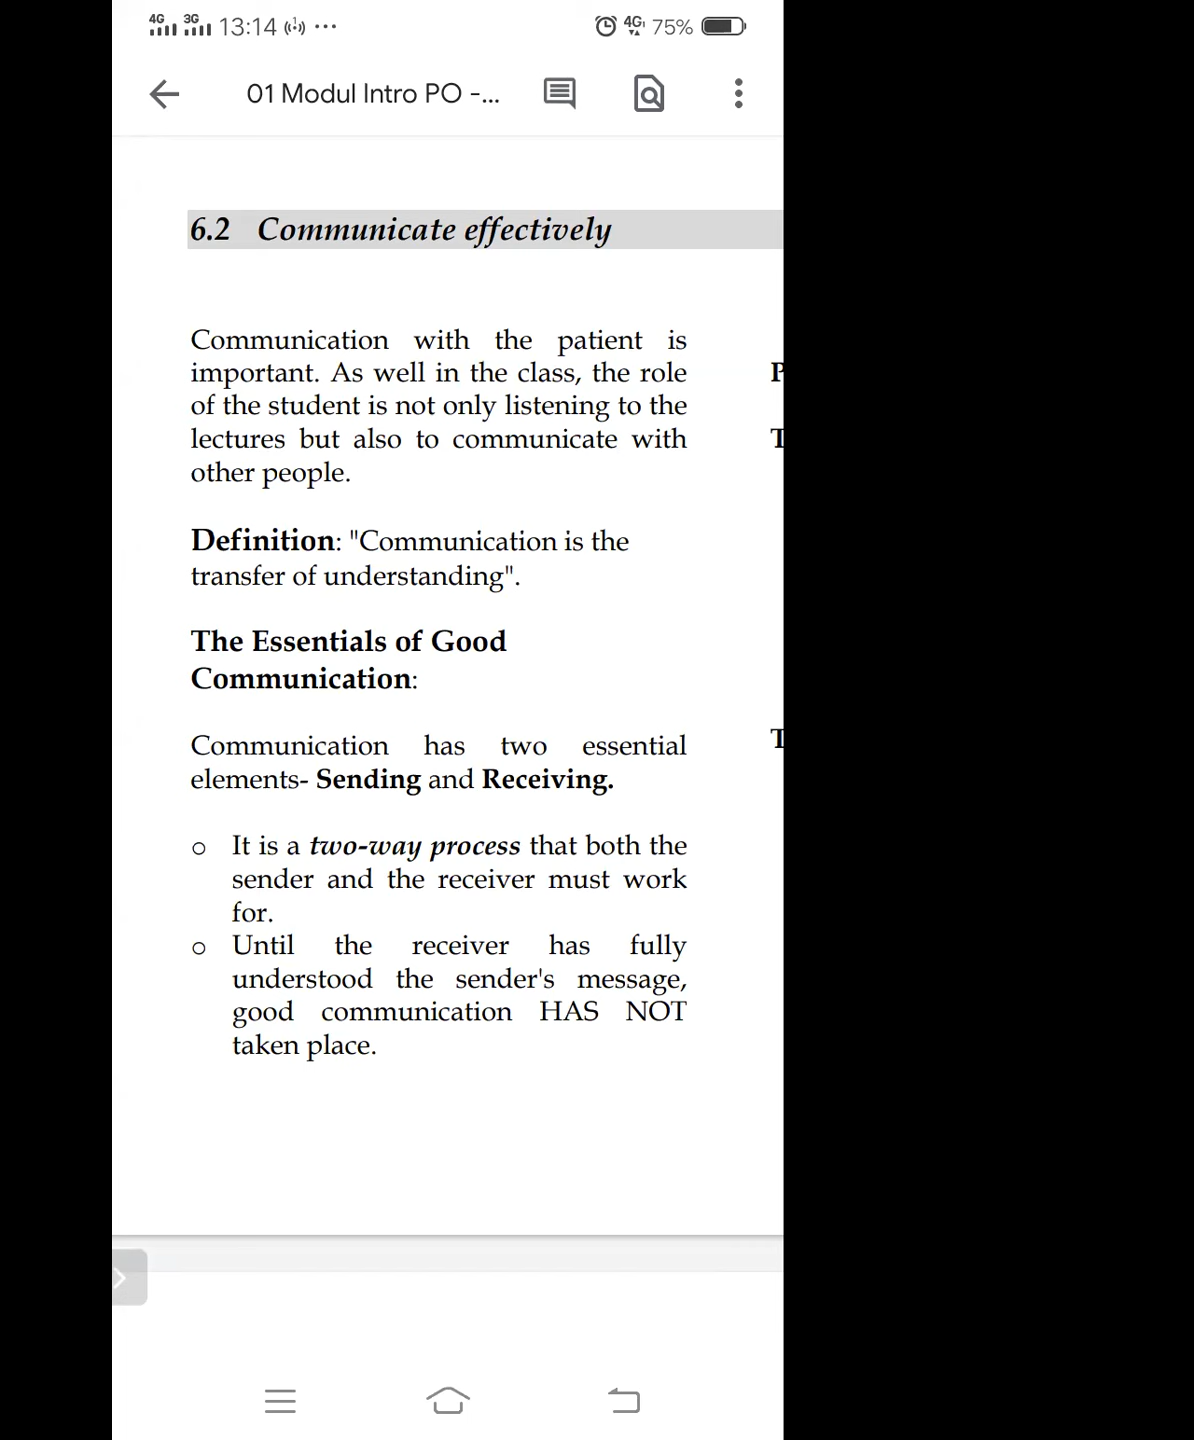 4G 3G 13:14 4G 75%
01 Modul Intro PO -...
6.2 Communicate effectively
Communication with the patient is
important. As well in the class, the role
of the student is not only listening to the
lectures but also to communicate with
other people.
Definition: "Communication is the
transfer of understanding".
The Essentials of Good
Communication:
Communication has two essential
elements- Sending and Receiving.
o It is a two-way process that both the
sender and the receiver must work
for.
o Until the receiver has fully
understood the sender's message,
good communication HAS NOT
taken place.